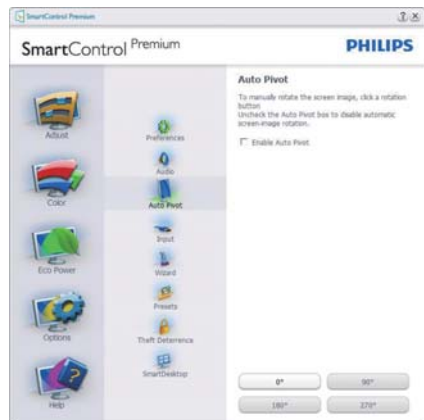 SmartControl Premium
SmartControl Premium
PHILIPS
Adjust
Color
Eco Power
Options
Help
Preferences
Audio
Auto Pivot
Input
Wizard
Presets
Theft Deterrence
SmartDesktop
Auto Pivot
To manually rotate the screen image, click a rotation
button
Uncheck the Auto Pivot box to disable automatic
screen-image rotation.
Enable Auto Pivot
0°
90°
180°
270°